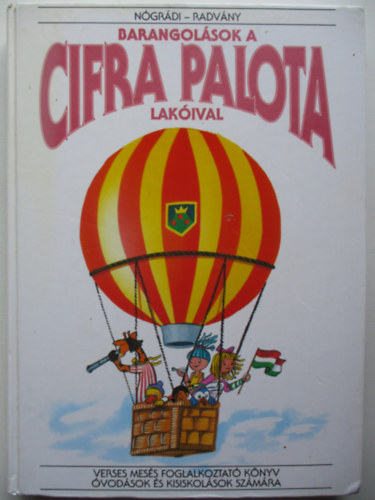 NÓGRÁDI – RADVÁNY
BARANGOLÁSOK A
CIFRA PALOTA
LAKÓIVAL
VERSES MESÉS FOGLALKOZTATÓ KÖNYV
ÓVODÁSOK ÉS KISISKOLÁSOK SZÁMÁRA